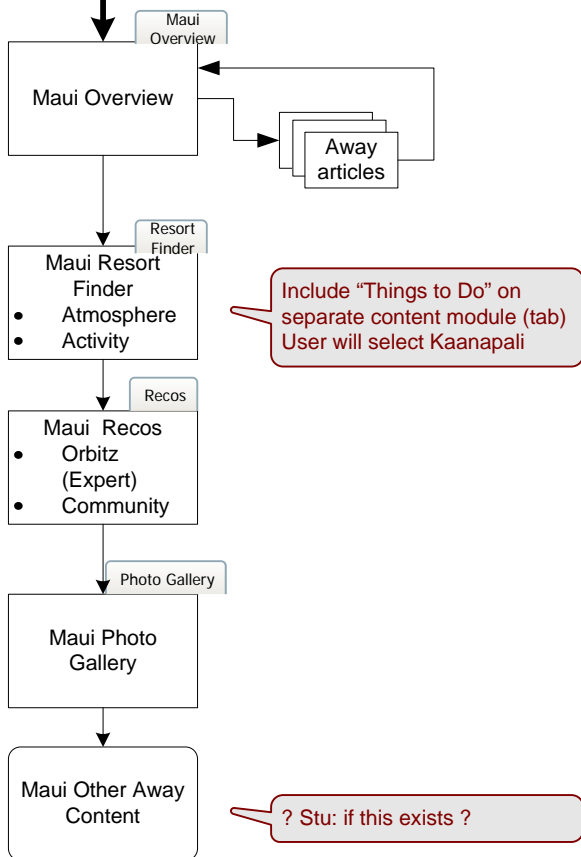 Maui
Overview
Maui Overview
Away
articles
Resort
Finder
Maui Resort
Finder
• Atmosphere
• Activity
Include “Things to Do” on
separate content module (tab)
User will select Kaanapali
Recos
Maui Recos
• Orbitz
(Expert)
• Community
Photo Gallery
Maui Photo
Gallery
Maui Other Away
Content
? Stu: if this exists ?